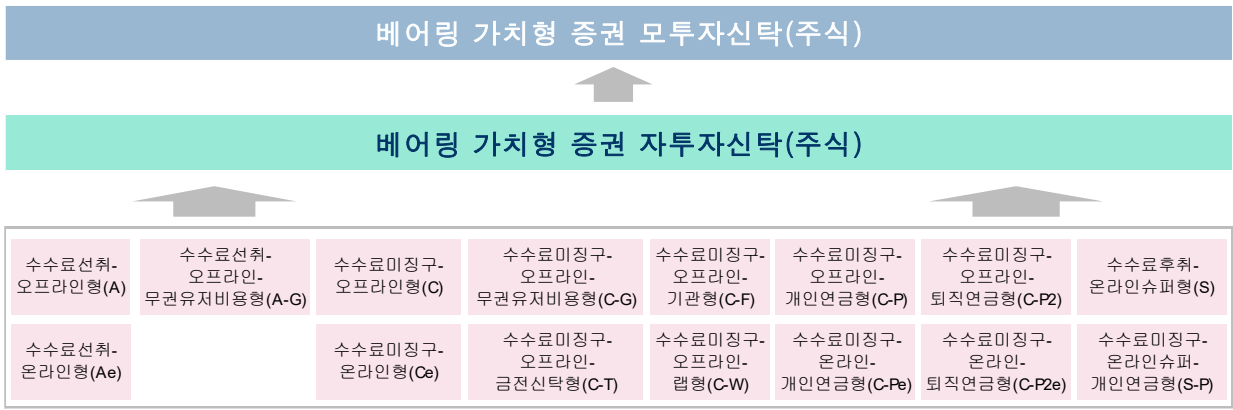 베어링 가치형 증권 모투자신탁(주식)
베어링 가치형 증권 자투자신탁(주식)
수수료선취-
오프라인형(A)
수수료선취-
오프라인-
무권유저비용형(A-G)
수수료미징구-
오프라인형(C)
수수료미징구-
오프라인-
무권유저비용형(C-G)
수수료미징구-
오프라인-
기관형(C-F)
수수료미징구-
오프라인-
개인연금형(C-P)
수수료미징구-
오프라인-
퇴직연금형(C-P2)
수수료후취-
온라인슈퍼형(S)
수수료선취-
온라인형(Ae)
수수료미징구-
온라인형(Ce)
수수료미징구-
오프라인-
금전신탁형(C-T)
수수료미징구-
오프라인-
랩형(C-W)
수수료미징구-
온라인-
개인연금형(C-Pe)
수수료미징구-
온라인-
퇴직연금형(C-P2e)
수수료미징구-
온라인슈퍼-
개인연금형(S-P)